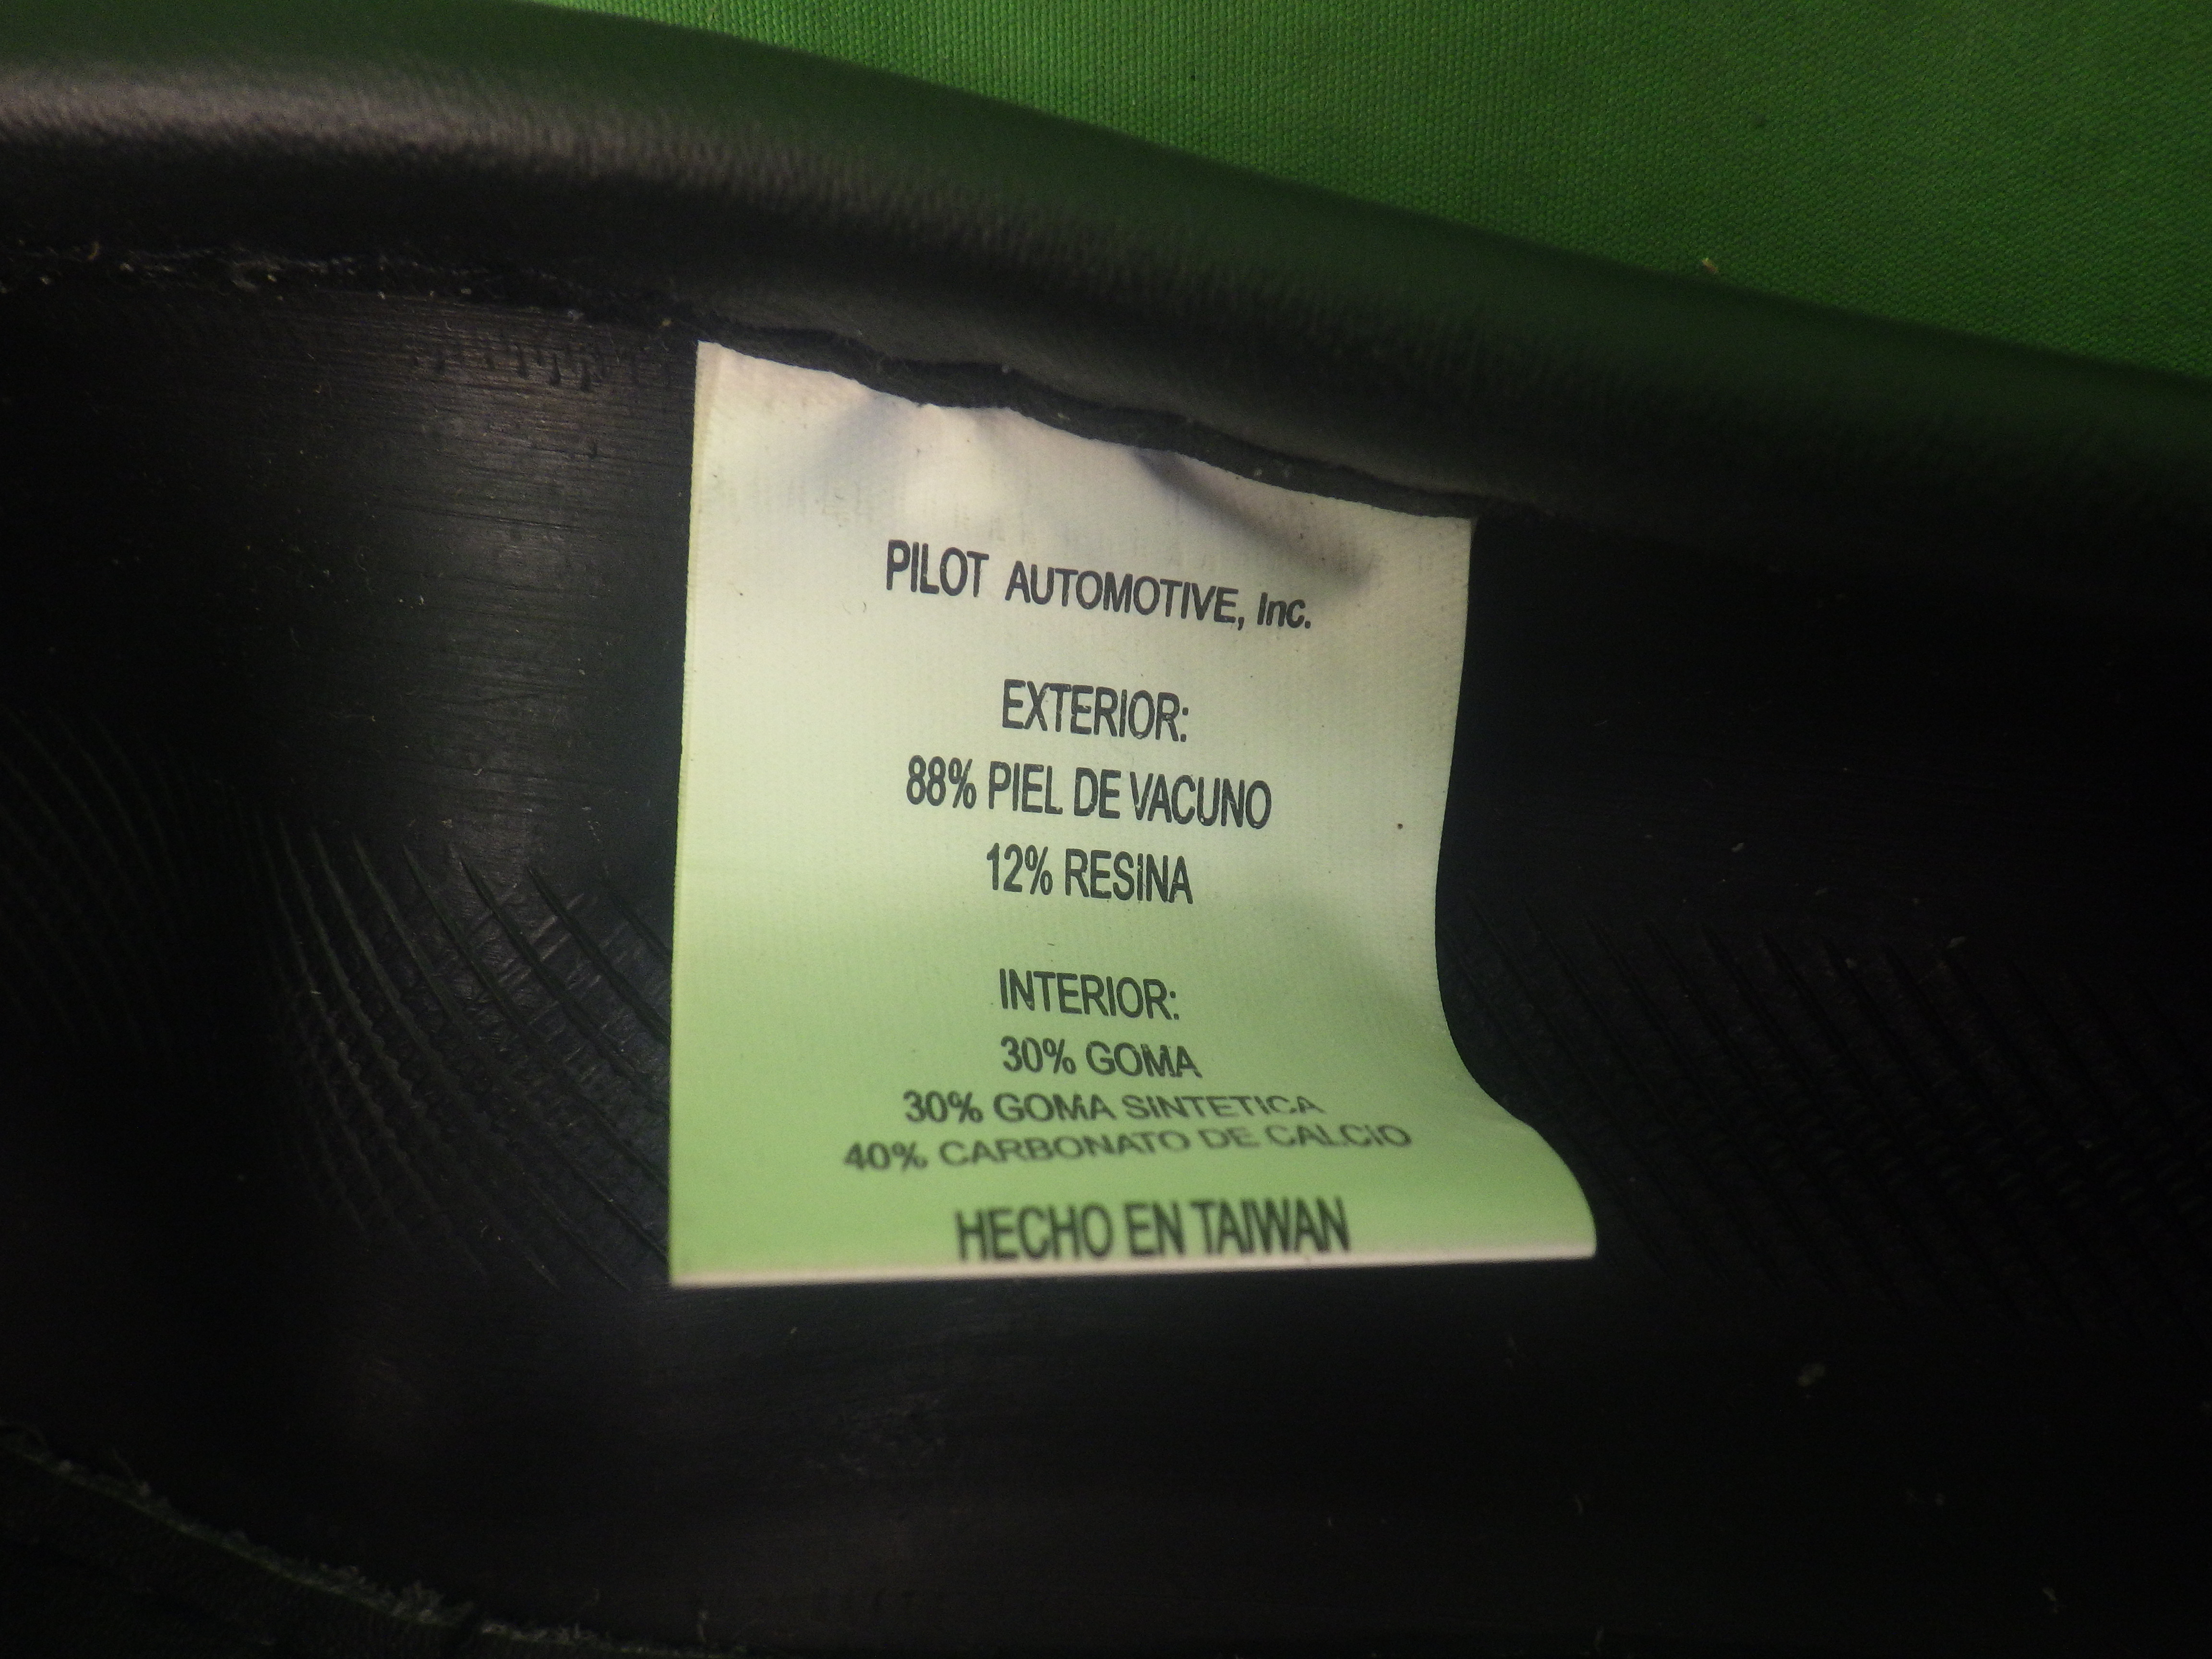 PILOT AUTOMOTIVE, Inc.
EXTERIOR:
88% PIEL DE VACUNO
12% RESINA
INTERIOR:
30% GOMA
30% GOMA SINTETICA
40% CARBONATO DE CALCIO
HECHO EN TAIWAN